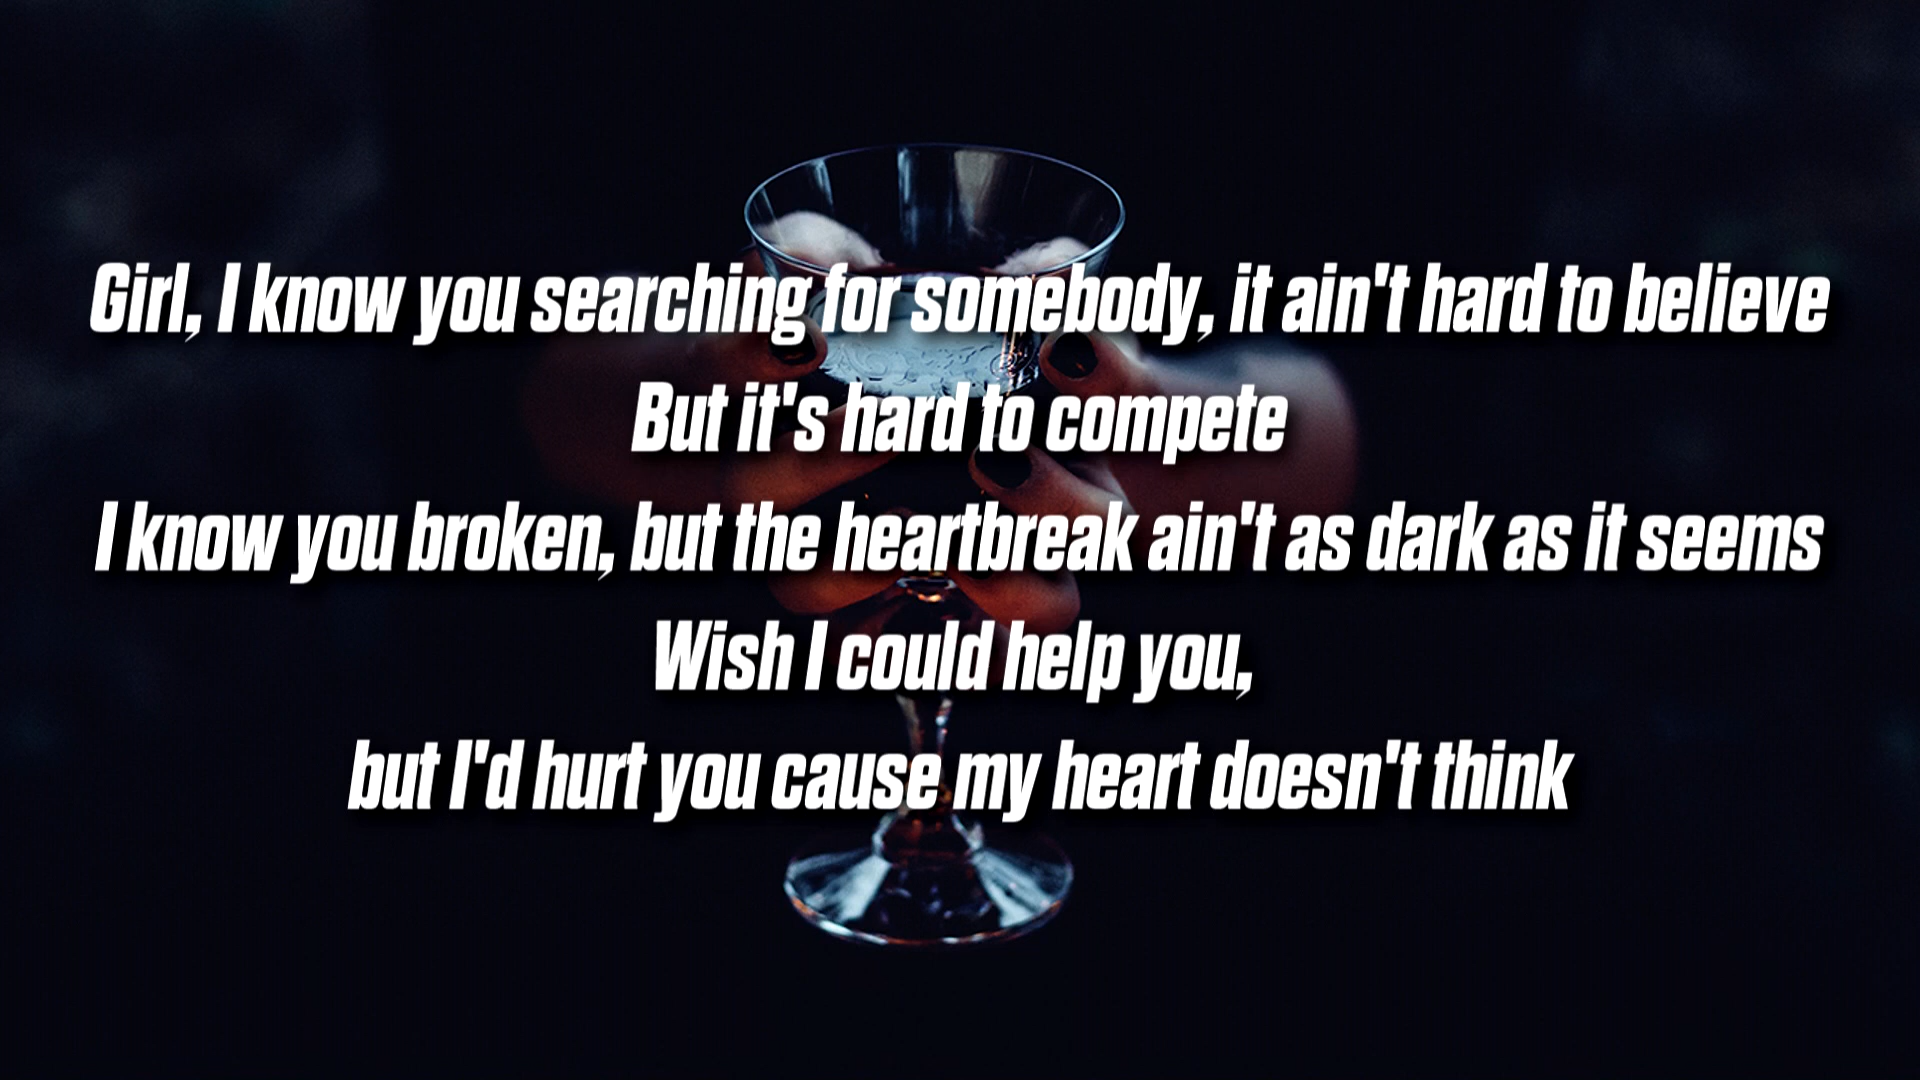 Girl, I know you searching for somebody, it ain't hard to believe
But it's hard to compete
I know you broken, but the heartbreak ain't as dark as it seems
Wish I could help you,
but I'd hurt you cause my heart doesn't think